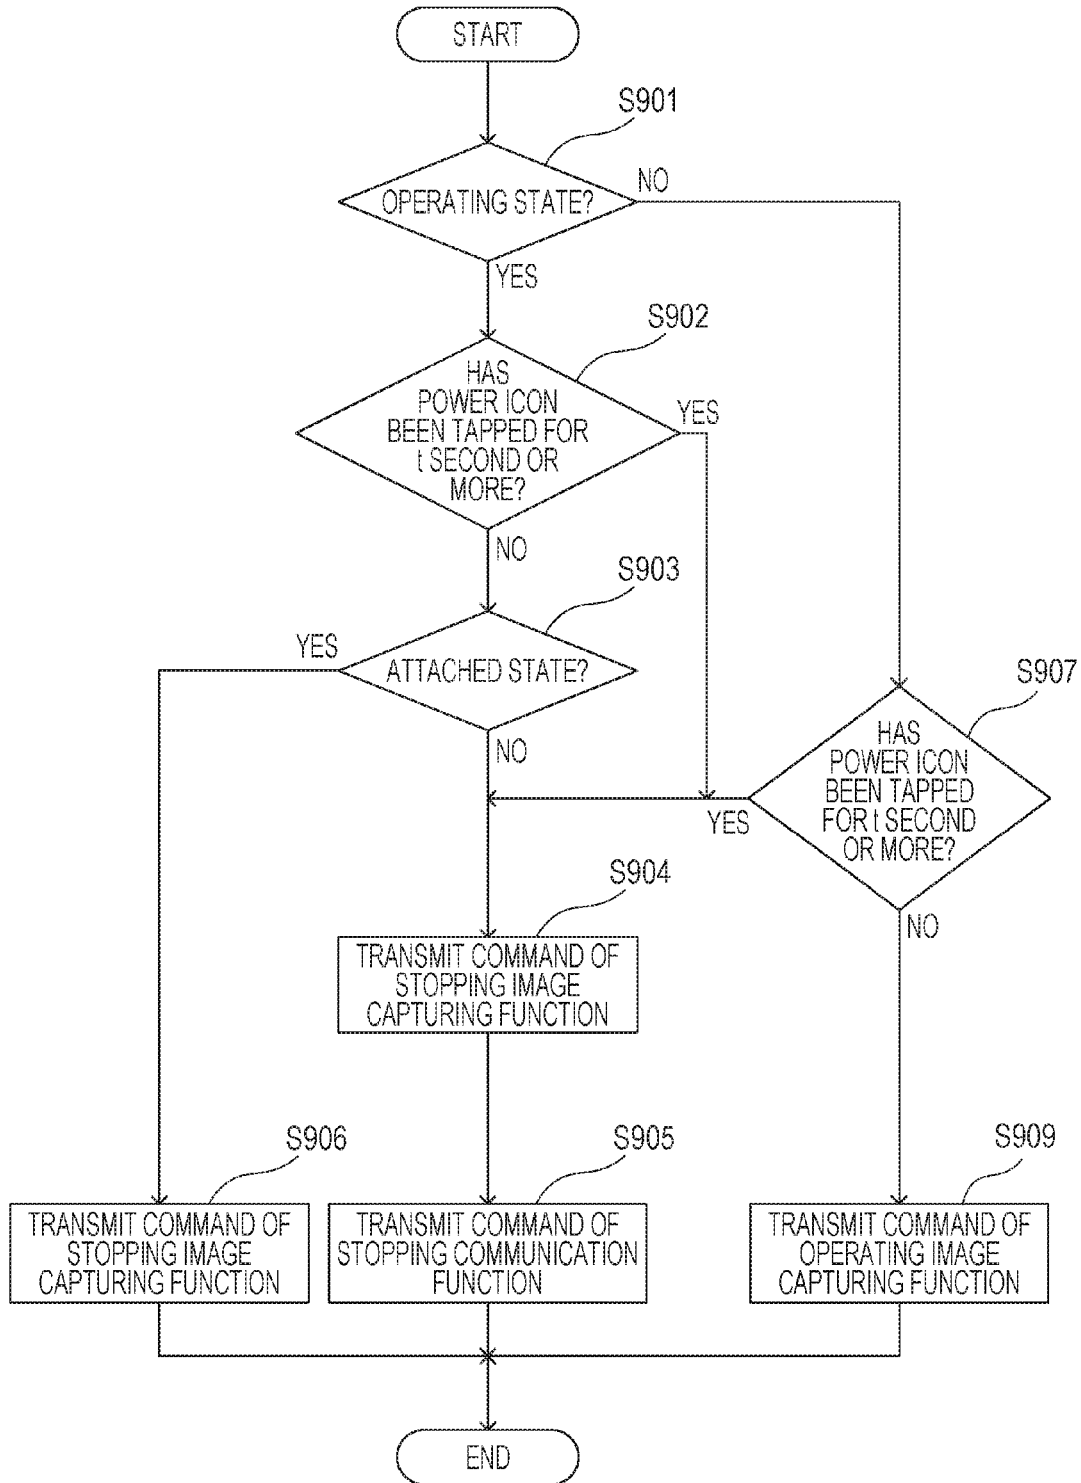 START
S901
OPERATING STATE?
NO
YES
S902
HAS
POWER ICON
BEEN TAPPED FOR
t SECOND OR
MORE?
YES
NO
S903
YES
ATTACHED STATE?
NO
S907
HAS
POWER ICON
BEEN TAPPED
FOR t SECOND
OR MORE?
YES
NO
S904
TRANSMIT COMMAND OF
STOPPING IMAGE
CAPTURING FUNCTION
S906
TRANSMIT COMMAND OF
STOPPING IMAGE
CAPTURING FUNCTION
S905
TRANSMIT COMMAND OF
STOPPING COMMUNICATION
FUNCTION
S909
TRANSMIT COMMAND OF
OPERATING IMAGE
CAPTURING FUNCTION
END